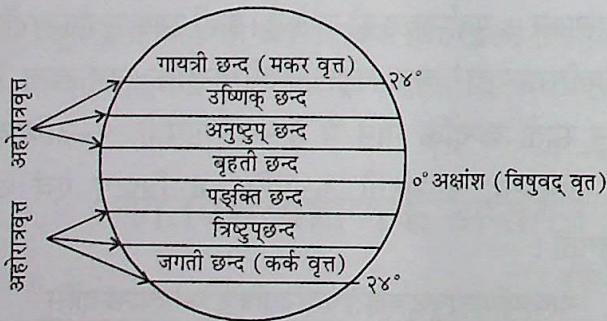 गायत्री छन्द (मकर वृत्त)
२४°
उष्णिक् छन्द
अनुष्टुप् छन्द
बृहती छन्द
०° अक्षांश (विषुवद् वृत)
पङ्क्ति छन्द
त्रिष्टुप्छन्द
जगती छन्द (कर्क वृत्त)
२४°
अहोरात्रवृत्त
अहोरात्रवृत्त